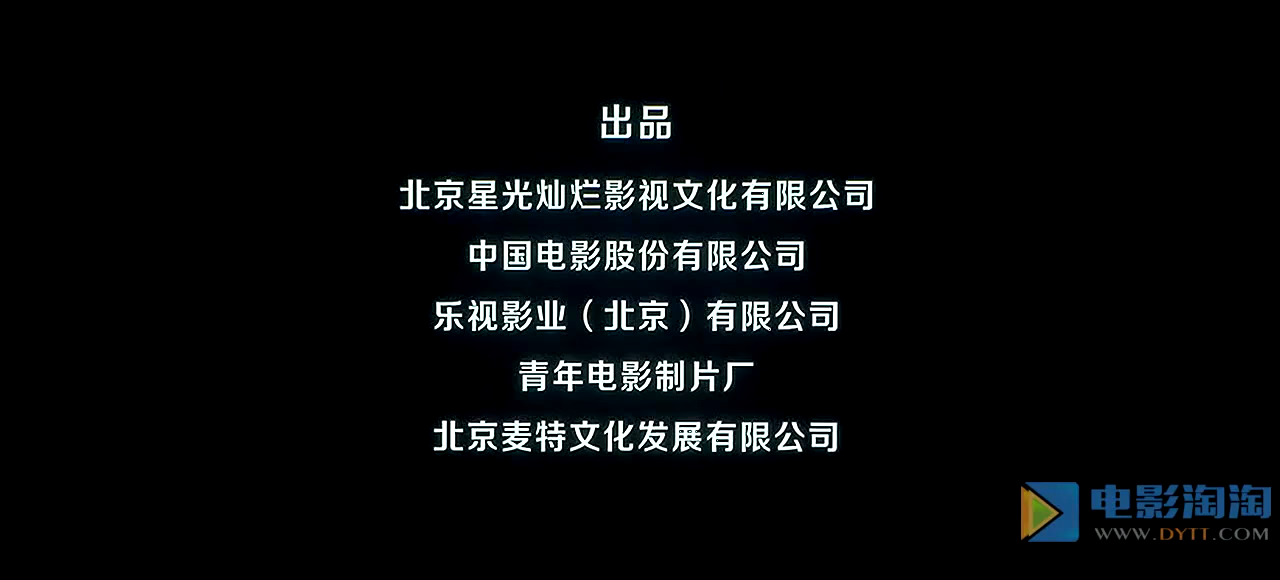 出品
北京星光灿烂影视文化有限公司
中国电影股份有限公司
乐视影业（北京）有限公司
青年电影制片厂
北京麦特文化发展有限公司
电影淘淘
WWW.DYTT.COM